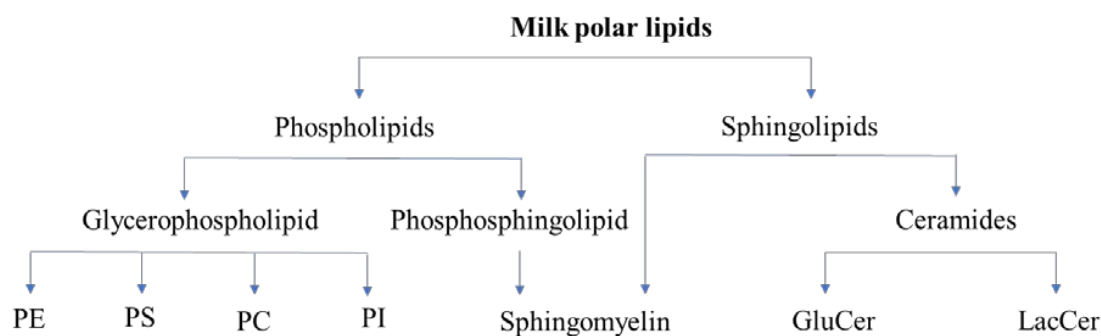 Milk polar lipids
Phospholipids Sphingolipids
Glycerophospholipid Phosphosphingolipid Ceramides
PE PS PC PI Sphingomyelin GluCer LacCer